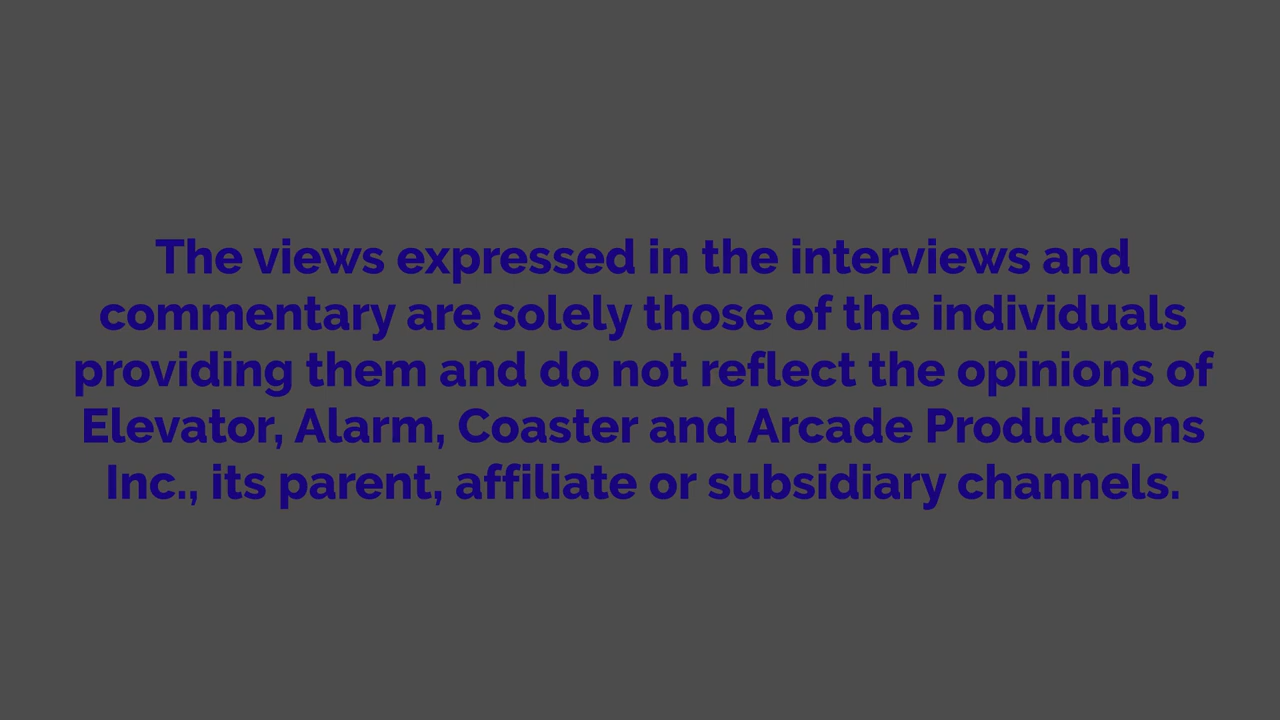 The views expressed in the interviews and
commentary are solely those of the individuals
providing them and do not reflect the opinions of
Elevator, Alarm, Coaster and Arcade Productions
Inc., its parent, affiliate or subsidiary channels.